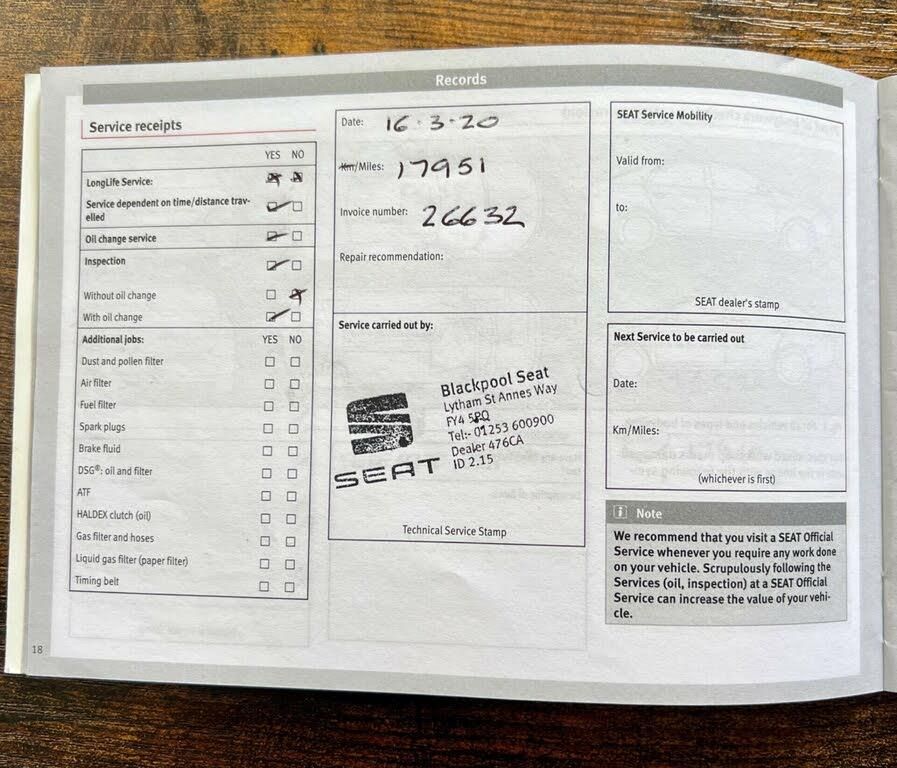 Records
Service receipts
YES NO
LongLife Service:
Service dependent on time/distance trav-
elled
Oil change service
Inspection
Without oil change
With oil change
Additional jobs: YES NO
Dust and pollen filter
Air filter
Fuel filter
Spark plugs
Brake fluid
DSG®: oil and filter
ATF
HALDEX clutch (oil)
Gas filter and hoses
Liquid gas filter (paper filter)
Timing belt
18
Date: 16·3·20
Km/Miles: 17951
Invoice number: 26632
Repair recommendation:
Service carried out by:
SEAT
Blackpool Seat
Lytham St Annes Way
FY4 5PQ
Tel:- 01253 600900
Dealer 476CA
ID 2.15
Technical Service Stamp
SEAT Service Mobility
Valid from:
to:
SEAT dealer's stamp
Next Service to be carried out
Date:
Km/Miles:
(whichever is first)
i Note
We recommend that you visit a SEAT Official
Service whenever you require any work done
on your vehicle. Scrupulously following the
Services (oil, inspection) at a SEAT Official
Service can increase the value of your vehi-
cle.